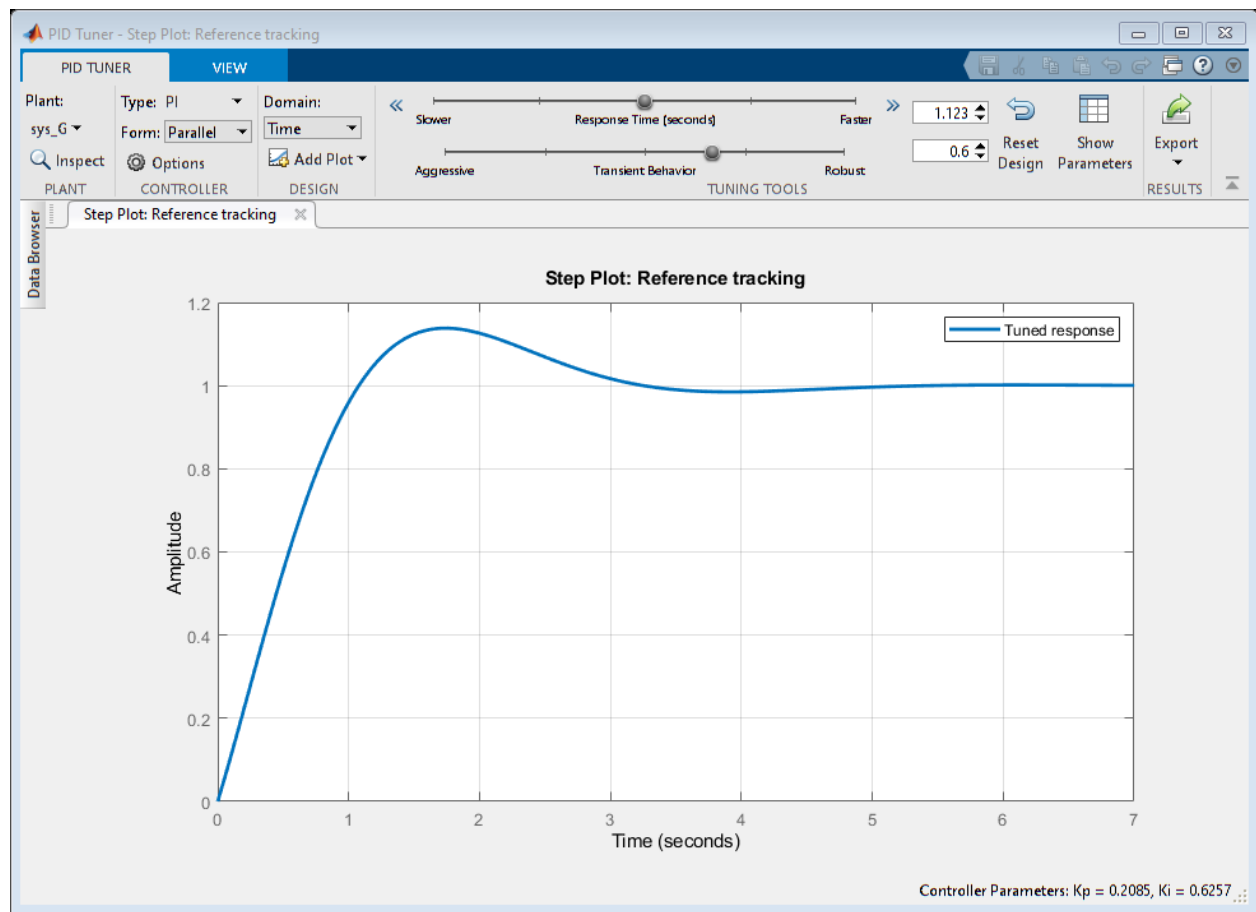 PID Tuner - Step Plot: Reference tracking
PID TUNER VIEW
Plant:
sys_G
Inspect
PLANT
Type: PI
Form: Parallel
Options
CONTROLLER
Domain:
Time
Add Plot
DESIGN
Slower Response Time (seconds) Faster
Aggressive Transient Behavior Robust
1.123
0.6
Reset
Design
Show
Parameters
TUNING TOOLS
Export
RESULTS
Data Browser
Step Plot: Reference tracking
Step Plot: Reference tracking
Tuned response
Amplitude
1.2
1
0.8
0.6
0.4
0.2
0
0 1 2 3 4 5 6 7
Time (seconds)
Controller Parameters: Kp = 0.2085, Ki = 0.6257